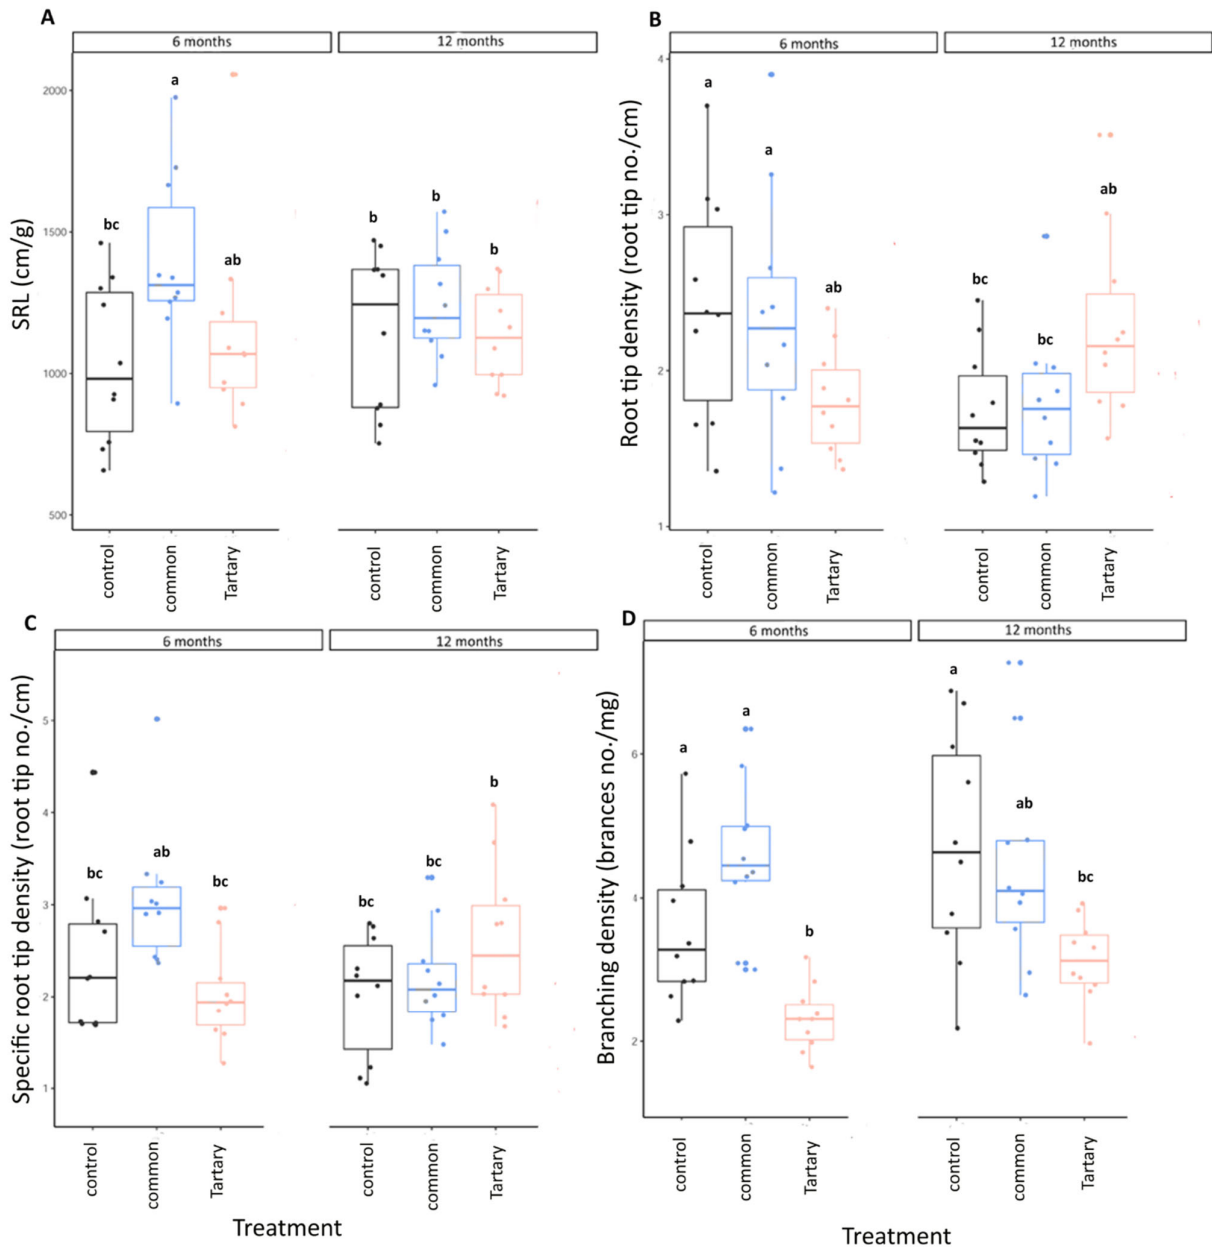 A
6 months
12 months
SRL (cm/g)
2000
1500
1000
500
bc
a
ab
b
b
b
control
common
Tartary
control
common
Tartary
B
6 months
12 months
Root tip density (root tip no./cm)
4
3
2
1
a
a
ab
bc
bc
ab
control
common
Tartary
control
common
Tartary
C
6 months
12 months
Specific root tip density (root tip no./cm)
5
4
3
2
1
bc
ab
bc
bc
bc
b
control
common
Tartary
control
common
Tartary
Treatment
D
6 months
12 months
Branching density (brances no./mg)
6
4
2
a
a
b
a
ab
bc
control
common
Tartary
control
common
Tartary
Treatment